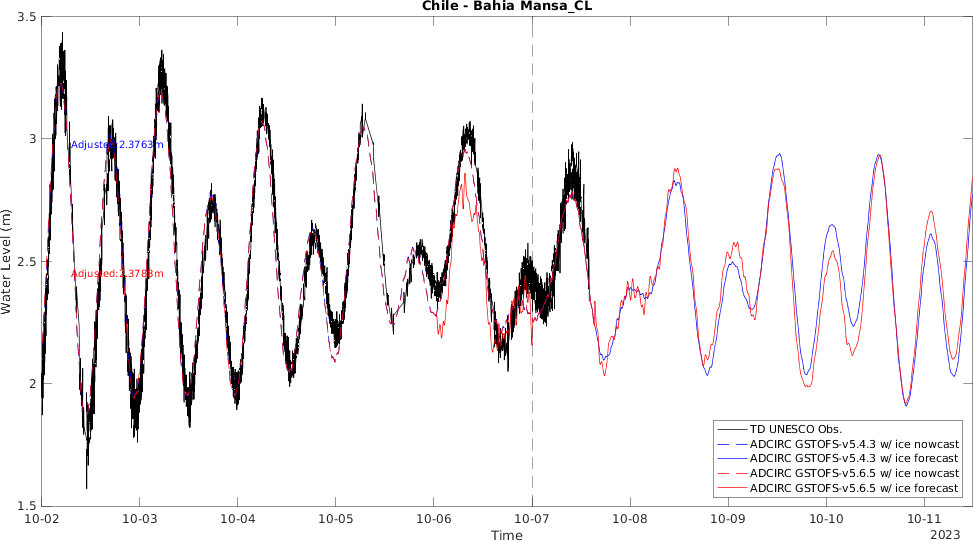 Chile - Bahia Mansa_CL
3.5
3
2.5
2
1.5
Water Level (m)
Adjusted:2.3763m
Adjusted:2.3783m
TD UNESCO Obs.
ADCIRC GSTOFS-v5.4.3 w/ ice nowcast
ADCIRC GSTOFS-v5.4.3 w/ ice forecast
ADCIRC GSTOFS-v5.6.5 w/ ice nowcast
ADCIRC GSTOFS-v5.6.5 w/ ice forecast
10-02 10-03 10-04 10-05 10-06 10-07 10-08 10-09 10-10 10-11
Time
2023